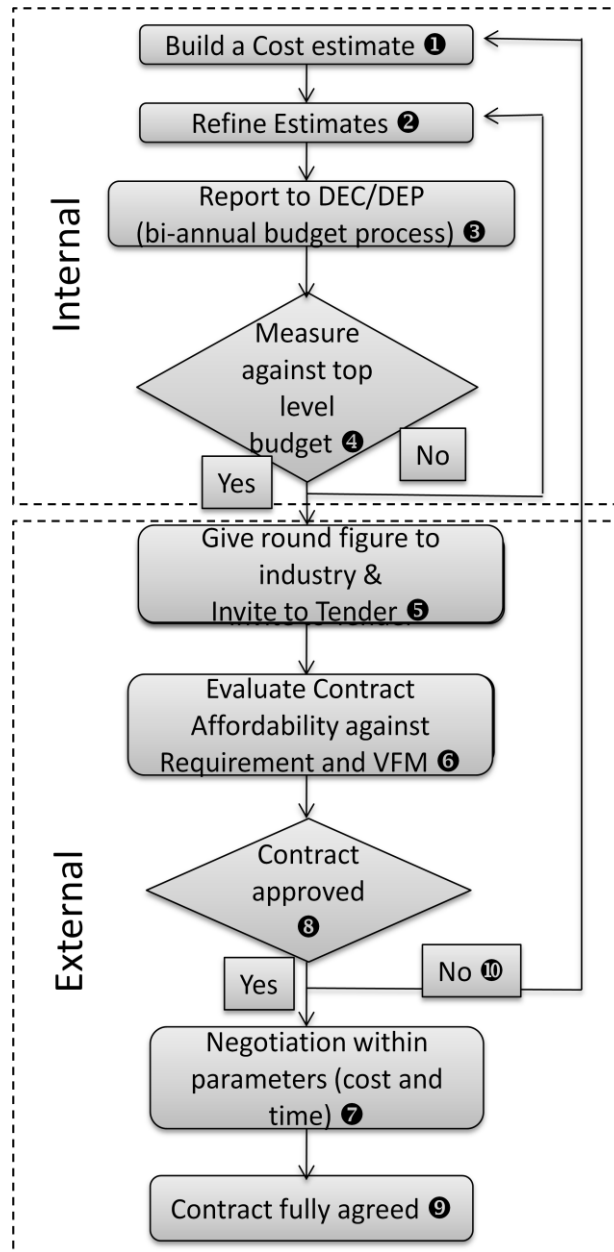 Internal
Build a Cost estimate ❶
Refine Estimates ❷
Report to DEC/DEP
(bi-annual budget process) ❸
Measure
against top
level
budget ❹
No
Yes
External
Give round figure to
industry &
Invite to Tender ❺
Evaluate Contract
Affordability against
Requirement and VFM ❻
Contract
approved
❽
Yes
No ❿
Negotiation within
parameters (cost and
time) ❼
Contract fully agreed ❾